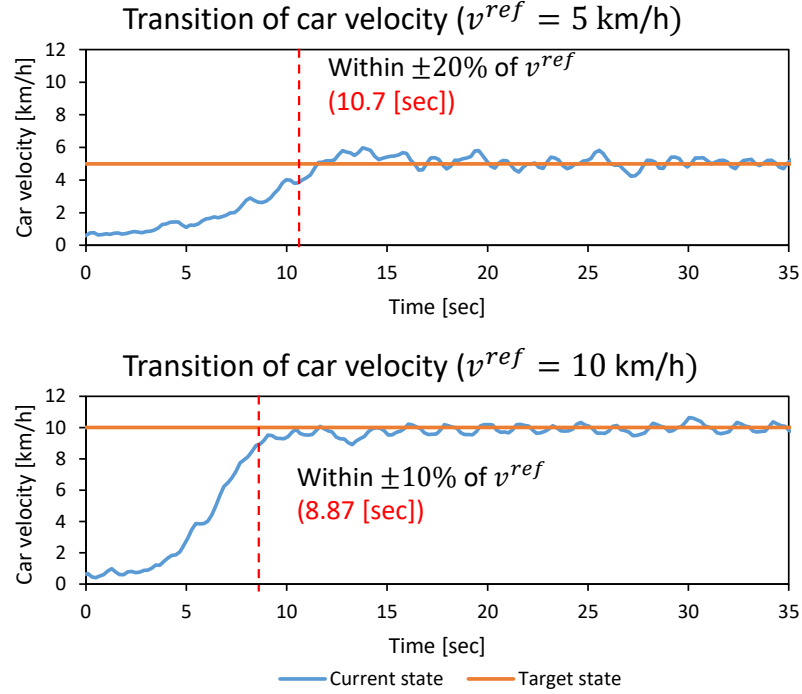 Transition of car velocity (v^ref = 5 km/h)
Car velocity [km/h]
12
10
8
6
4
2
0
Within ±20% of v^ref
(10.7 [sec])
0 5 10 15 20 25 30 35
Time [sec]
Transition of car velocity (v^ref = 10 km/h)
Car velocity [km/h]
12
10
8
6
4
2
0
Within ±10% of v^ref
(8.87 [sec])
0 5 10 15 20 25 30 35
Time [sec]
Current state Target state